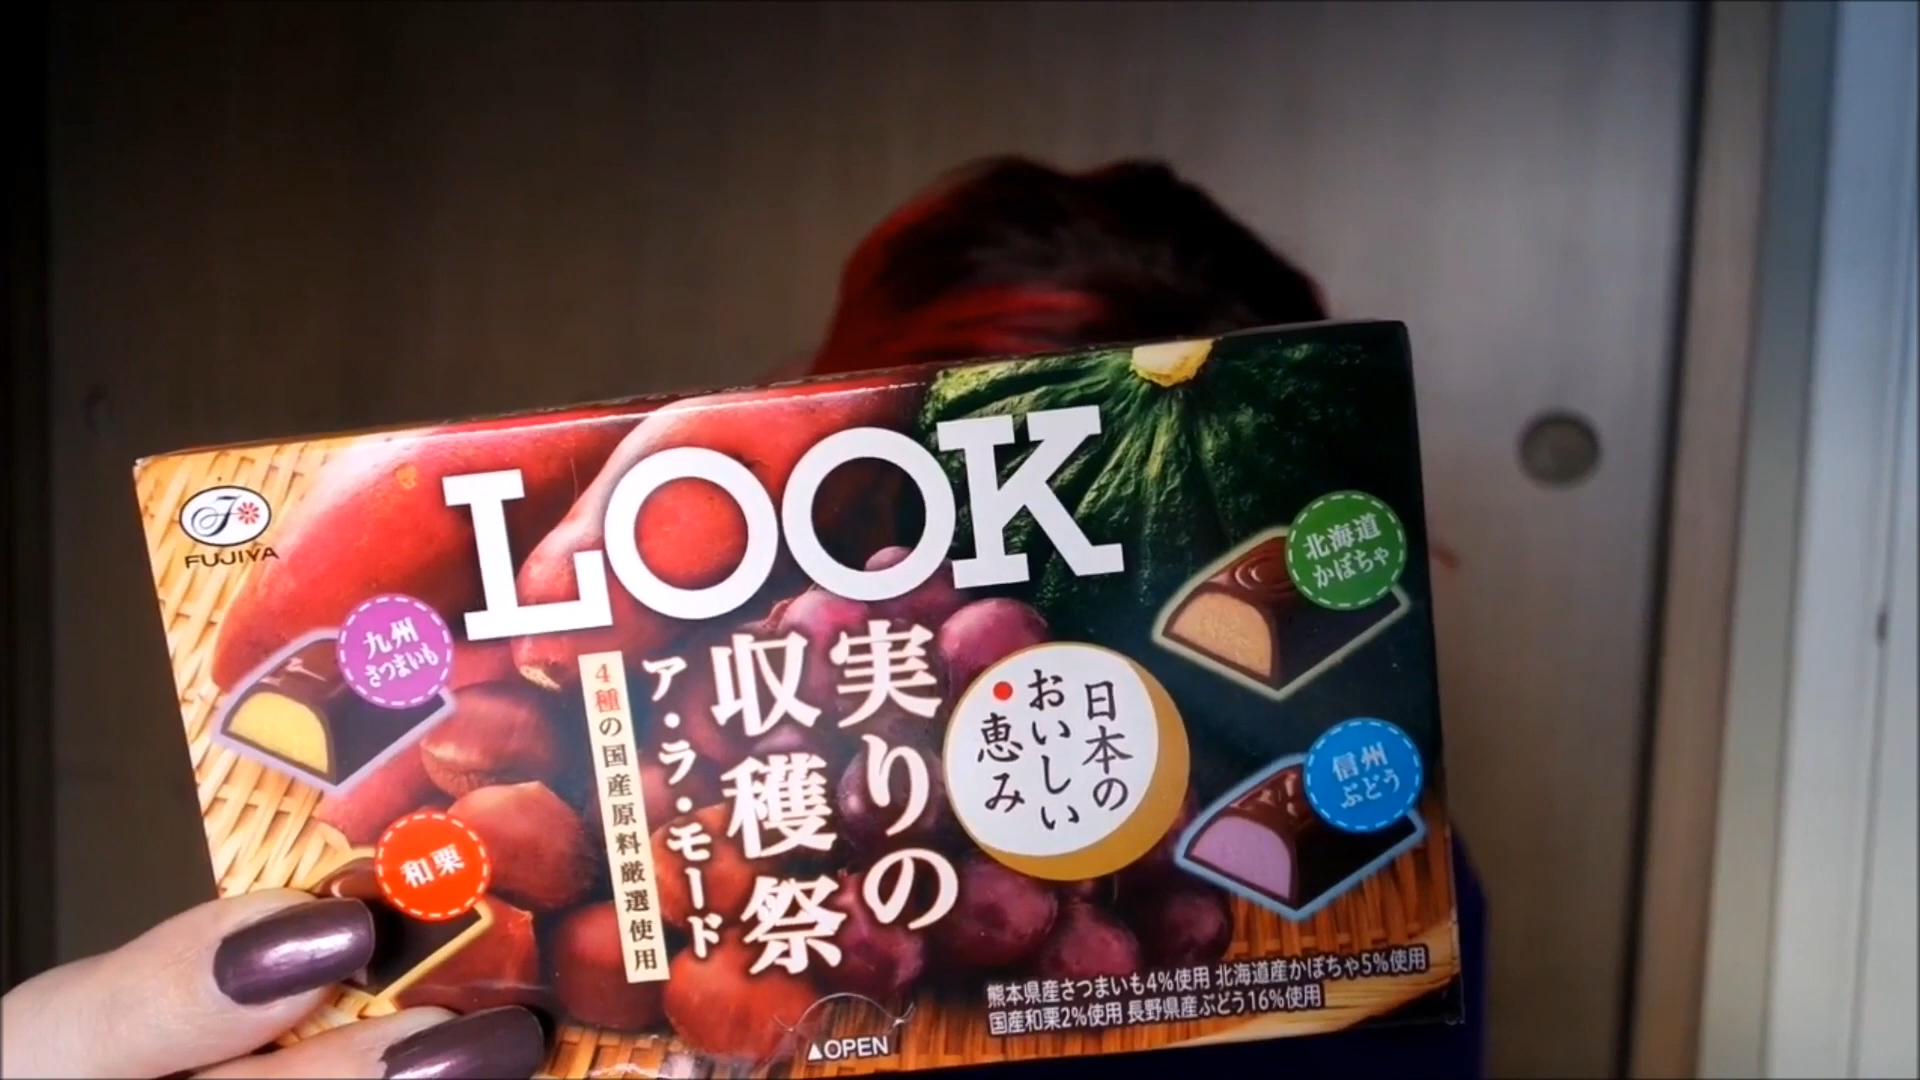 FUJIYA
LOOK
実りの
収穫祭
ア・ラ・モード
4種の国産原料厳選使用
日本の
おいしい
恵み
九州
さつまいも
和栗
北海道
かぼちゃ
信州
ぶどう
熊本県産さつまいも4%使用 北海道産かぼちゃ5%使用
国産和栗2%使用 長野県産ぶどう16%使用
▲OPEN